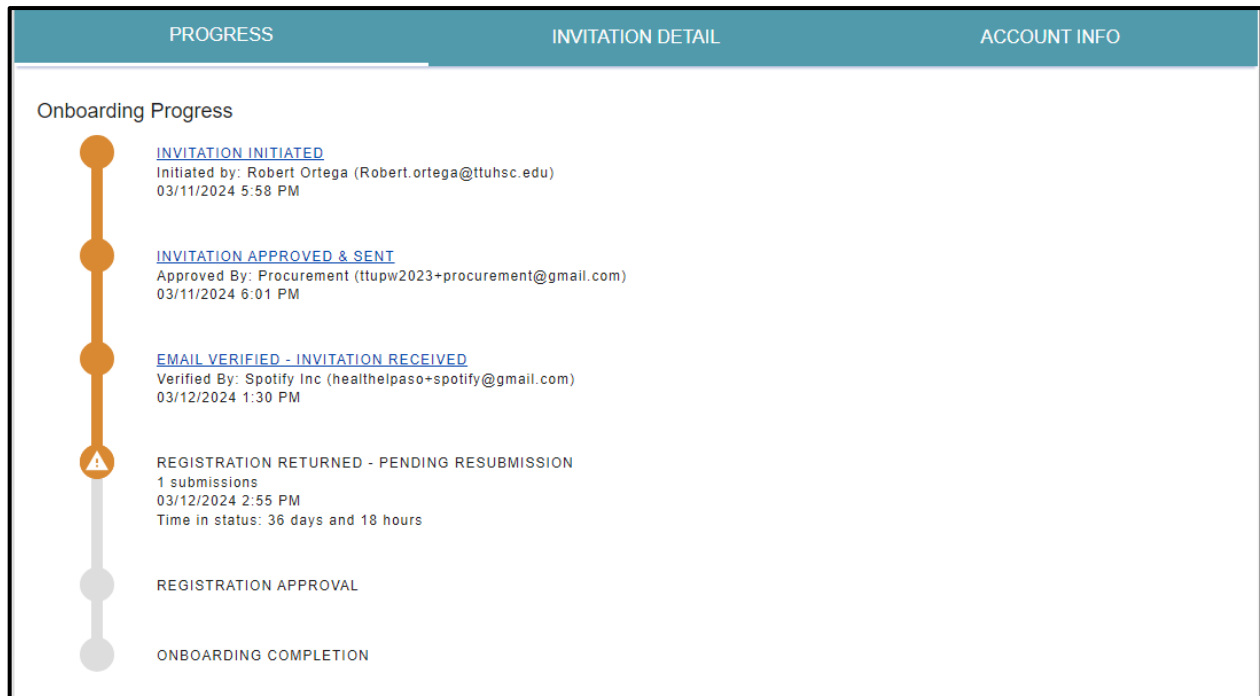 PROGRESS
INVITATION DETAIL
ACCOUNT INFO
Onboarding Progress
INVITATION INITIATED
Initiated by: Robert Ortega (Robert.ortega@ttuhsc.edu)
03/11/2024 5:58 PM
INVITATION APPROVED & SENT
Approved By: Procurement (ttupw2023+procurement@gmail.com)
03/11/2024 6:01 PM
EMAIL VERIFIED - INVITATION RECEIVED
Verified By: Spotify Inc (healthelpaso+spotify@gmail.com)
03/12/2024 1:30 PM
REGISTRATION RETURNED - PENDING RESUBMISSION
1 submissions
03/12/2024 2:55 PM
Time in status: 36 days and 18 hours
REGISTRATION APPROVAL
ONBOARDING COMPLETION